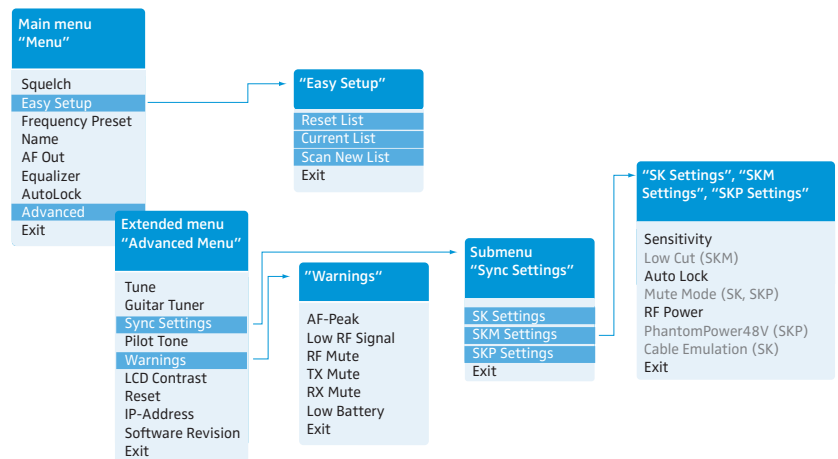 Main menu
“Menu”
Squelch
Easy Setup
Frequency Preset
Name
AF Out
Equalizer
AutoLock
Advanced
Exit
“Easy Setup”
Reset List
Current List
Scan New List
Exit
Extended menu
“Advanced Menu”
Tune
Guitar Tuner
Sync Settings
Pilot Tone
Warnings
LCD Contrast
Reset
IP-Address
Software Revision
Exit
”Warnings“
AF-Peak
Low RF Signal
RF Mute
TX Mute
RX Mute
Low Battery
Exit
Submenu
“Sync Settings”
SK Settings
SKM Settings
SKP Settings
Exit
“SK Settings”, “SKM
Settings”, “SKP Settings”
Sensitivity
Low Cut (SKM)
Auto Lock
Mute Mode (SK, SKP)
RF Power
PhantomPower48V (SKP)
Cable Emulation (SK)
Exit